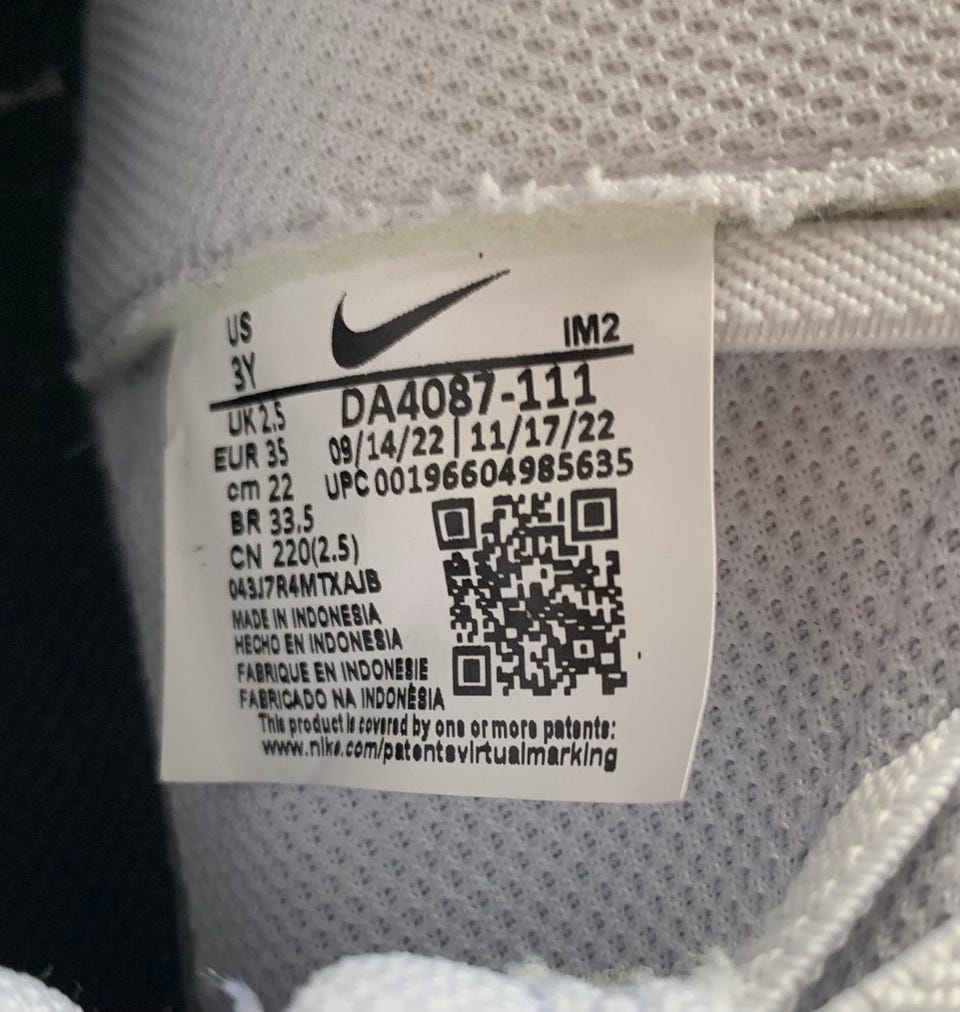 US
3Y
IM2
UK 2.5
DA4087-111
EUR 35
09/14/22 | 11/17/22
cm 22
UPC 00196604985635
BR 33.5
CN 220(2.5)
043J7R4MTXAJB
MADE IN INDONESIA
HECHO EN INDONESIA
FABRIQUE EN INDONESIE
FABRICADO NA INDONÉSIA
This product is covered by one or more patents:
www.nike.com/patentsvirtualmarking